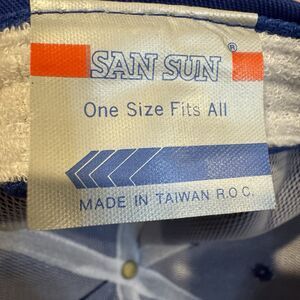 SAN SUN ®
One Size Fits All
MADE IN TAIWAN R.O.C.